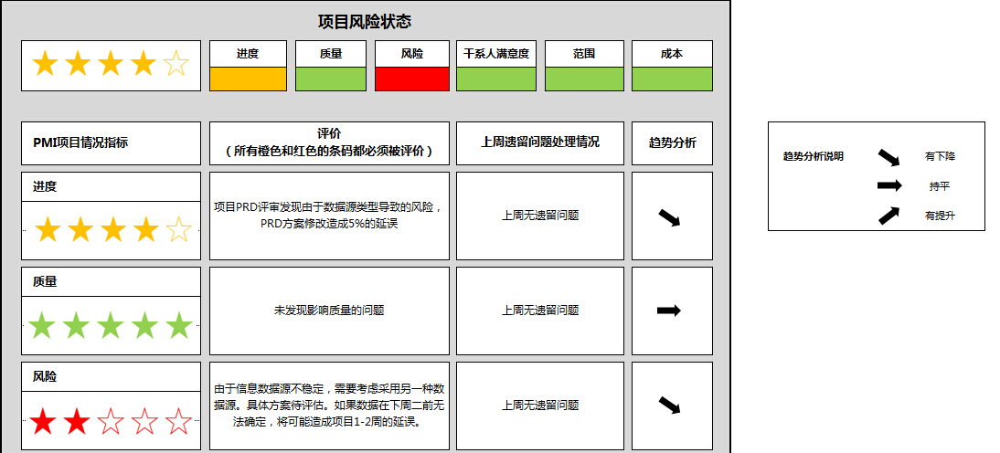 项目风险状态
进度
质量
风险
干系人满意度
范围
成本
PMI项目情况指标
评价
（所有橙色和红色的条码都必须被评价）
上周遗留问题处理情况
趋势分析
进度
项目PRD评审发现由于数据源类型导致的风险，
PRD方案修改造成5%的延误
上周无遗留问题
质量
未发现影响质量的问题
上周无遗留问题
风险
由于信息数据源不稳定，需要考虑采用另一种数
据源。具体方案待评估。如果数据在下周二前无
法确定，将可能造成项目1-2周的延误。
上周无遗留问题
趋势分析说明
有下降
持平
有提升